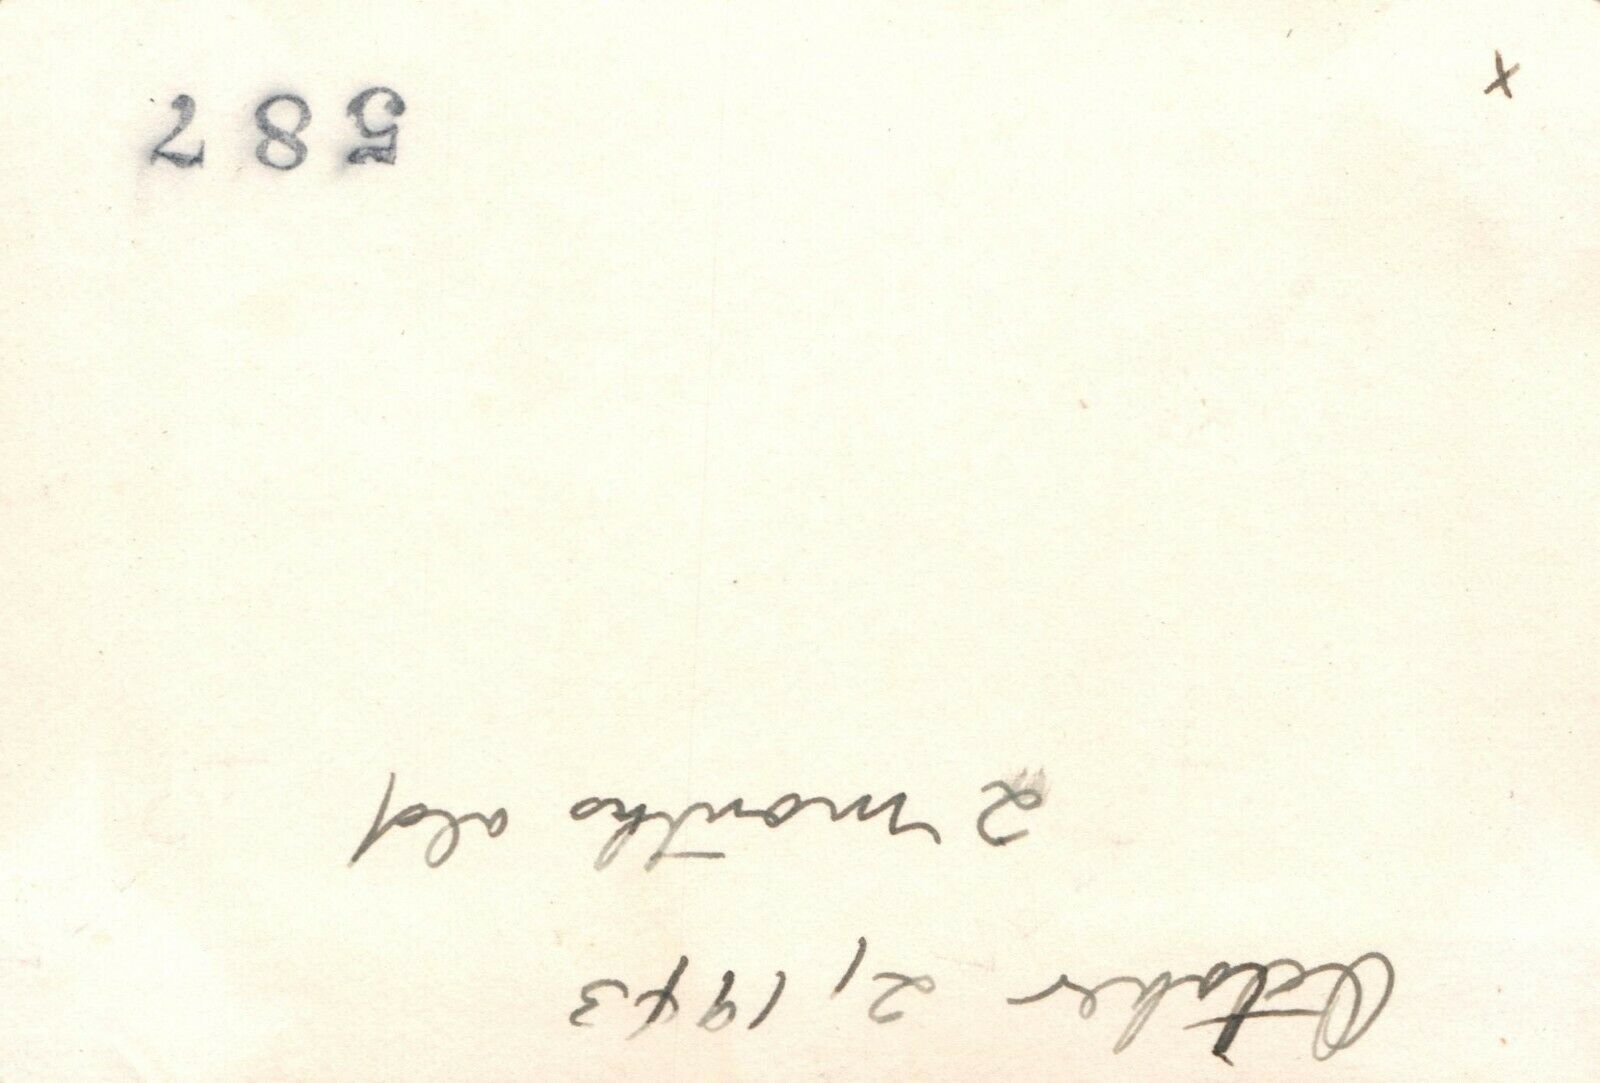 October 2, 1943
2 months old
587
x